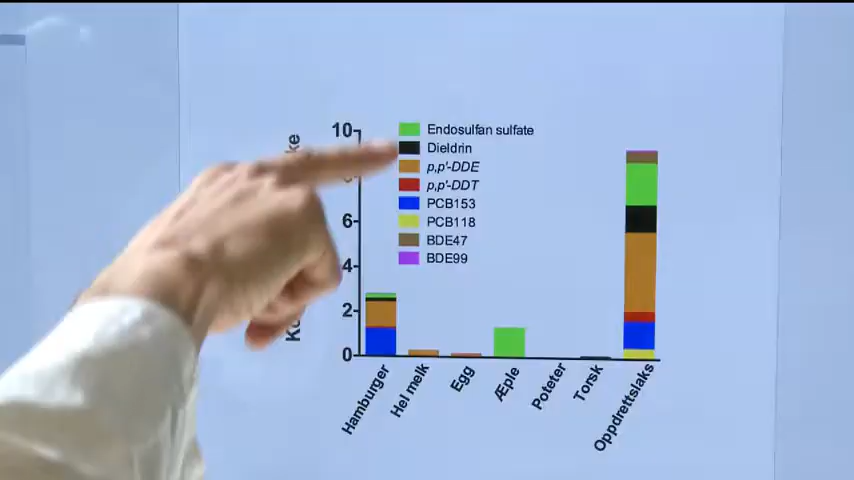 10
6
4
2
0
Endosulfan sulfate
Dieldrin
p,p'-DDE
p,p'-DDT
PCB153
PCB118
BDE47
BDE99
Hamburger
Hel melk
Egg
Æple
Poteter
Torsk
Oppdrettslaks